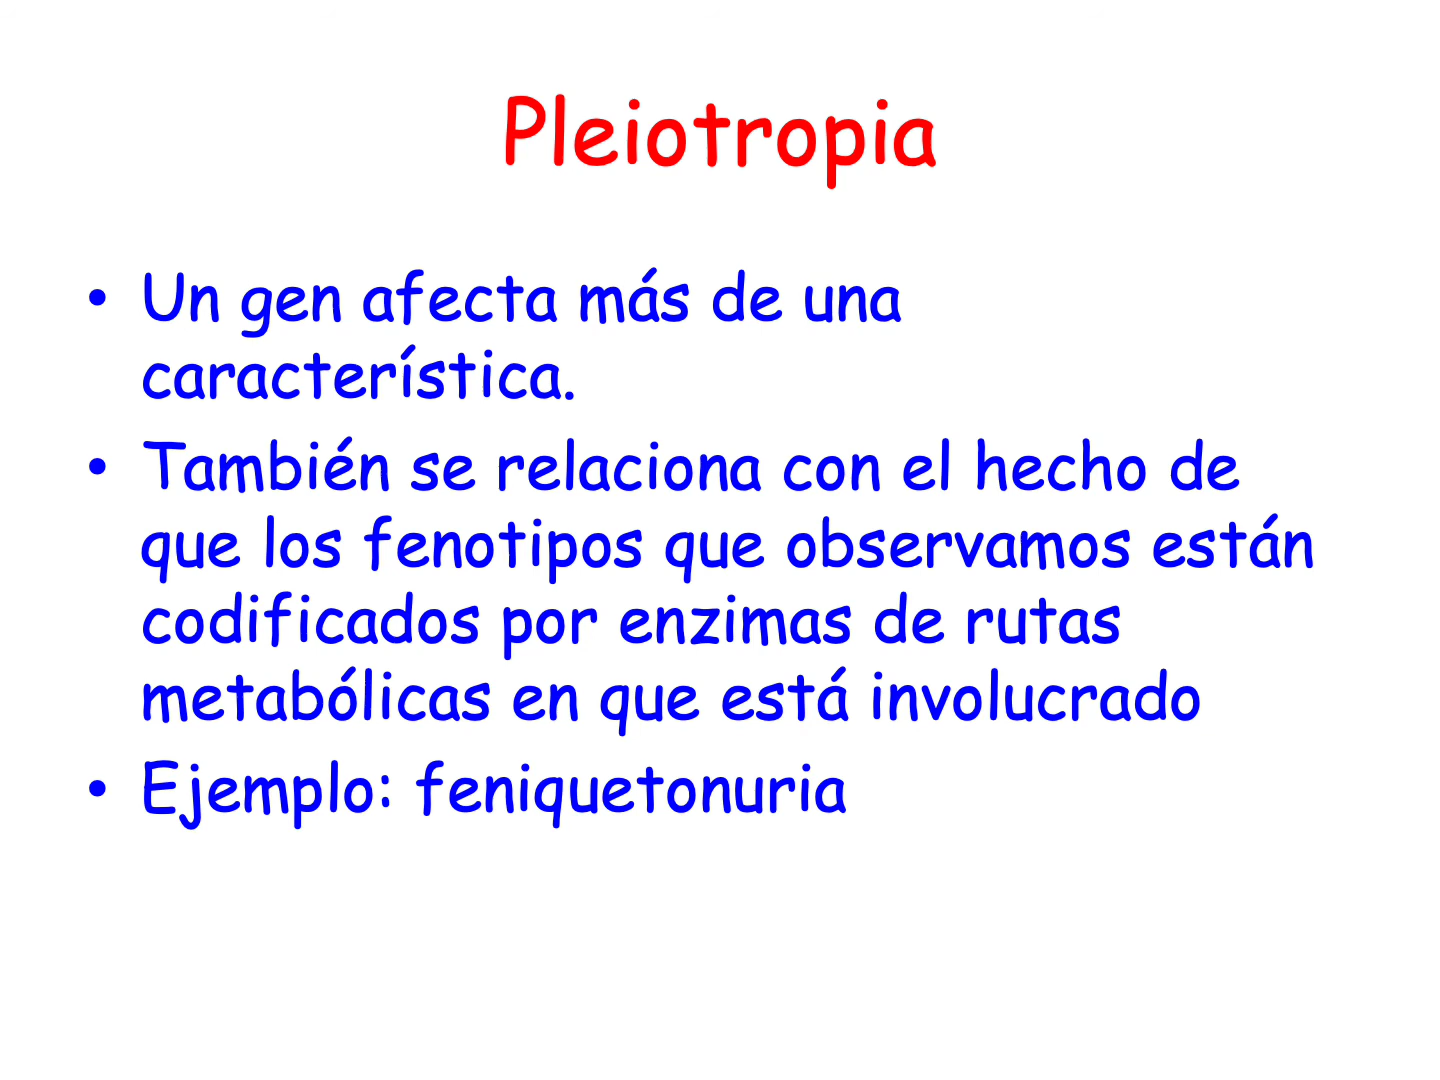 Pleiotropia
• Un gen afecta más de una
característica.
• También se relaciona con el hecho de
que los fenotipos que observamos están
codificados por enzimas de rutas
metabólicas en que está involucrado
• Ejemplo: feniquetonuria